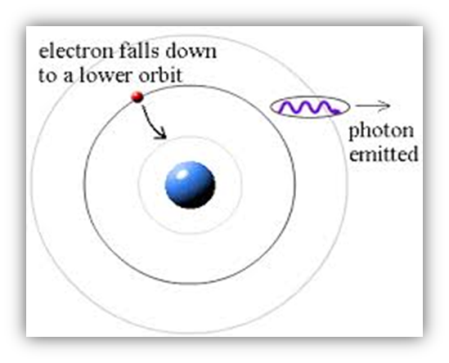 electron falls down
to a lower orbit
photon
emitted